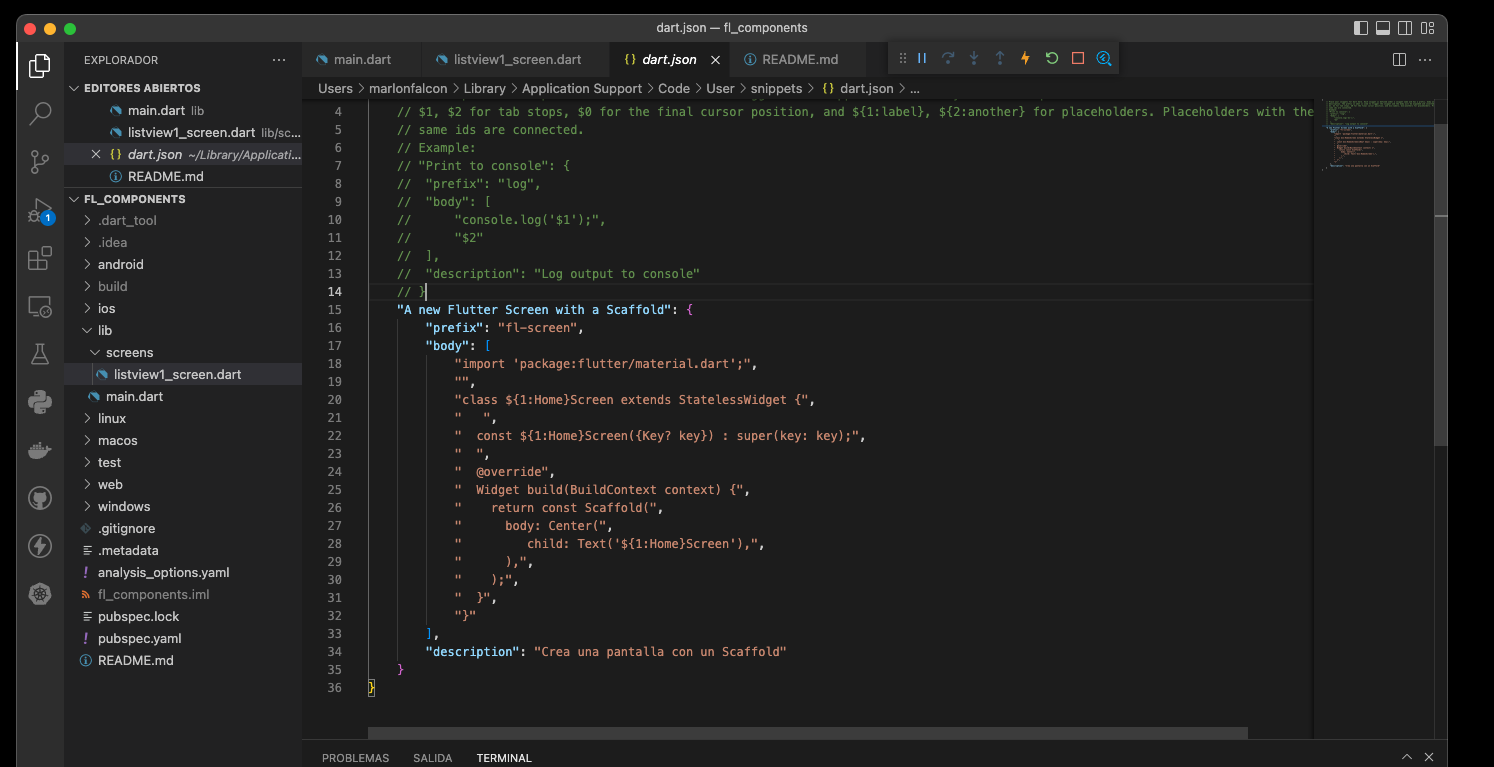 dart.json — fl_components
EXPLORADOR
EDITORES ABIERTOS
main.dart lib
listview1_screen.dart lib/sc...
dart.json ~/Library/Applicati...
README.md
FL_COMPONENTS
.dart_tool
.idea
android
build
ios
lib
screens
listview1_screen.dart
main.dart
linux
macos
test
web
windows
.gitignore
.metadata
analysis_options.yaml
fl_components.iml
pubspec.lock
pubspec.yaml
README.md
1
main.dart
listview1_screen.dart
{} dart.json
README.md
Users > marlonfalcon > Library > Application Support > Code > User > snippets > {} dart.json > ...
4 // $1, $2 for tab stops, $0 for the final cursor position, and ${1:label}, ${2:another} for placeholders. Placeholders with the
5 // same ids are connected.
6 // Example:
7 // "Print to console": {
8 //  "prefix": "log",
9 //  "body": [
10 //      "console.log('$1');",
11 //      "$2"
12 //  ],
13 //  "description": "Log output to console"
14 // }
15 "A new Flutter Screen with a Scaffold": {
16     "prefix": "fl-screen",
17     "body": [
18         "import 'package:flutter/material.dart';",
19         "",
20         "class ${1:Home}Screen extends StatelessWidget {",
21         "   ",
22         "  const ${1:Home}Screen({Key? key}) : super(key: key);",
23         "  ",
24         "  @override",
25         "  Widget build(BuildContext context) {",
26         "    return const Scaffold(",
27         "      body: Center(",
28         "         child: Text('${1:Home}Screen'),",
29         "      ),",
30         "    );",
31         "  }",
32         "}"
33     ],
34     "description": "Crea una pantalla con un Scaffold"
35 }
36 }
PROBLEMAS SALIDA TERMINAL